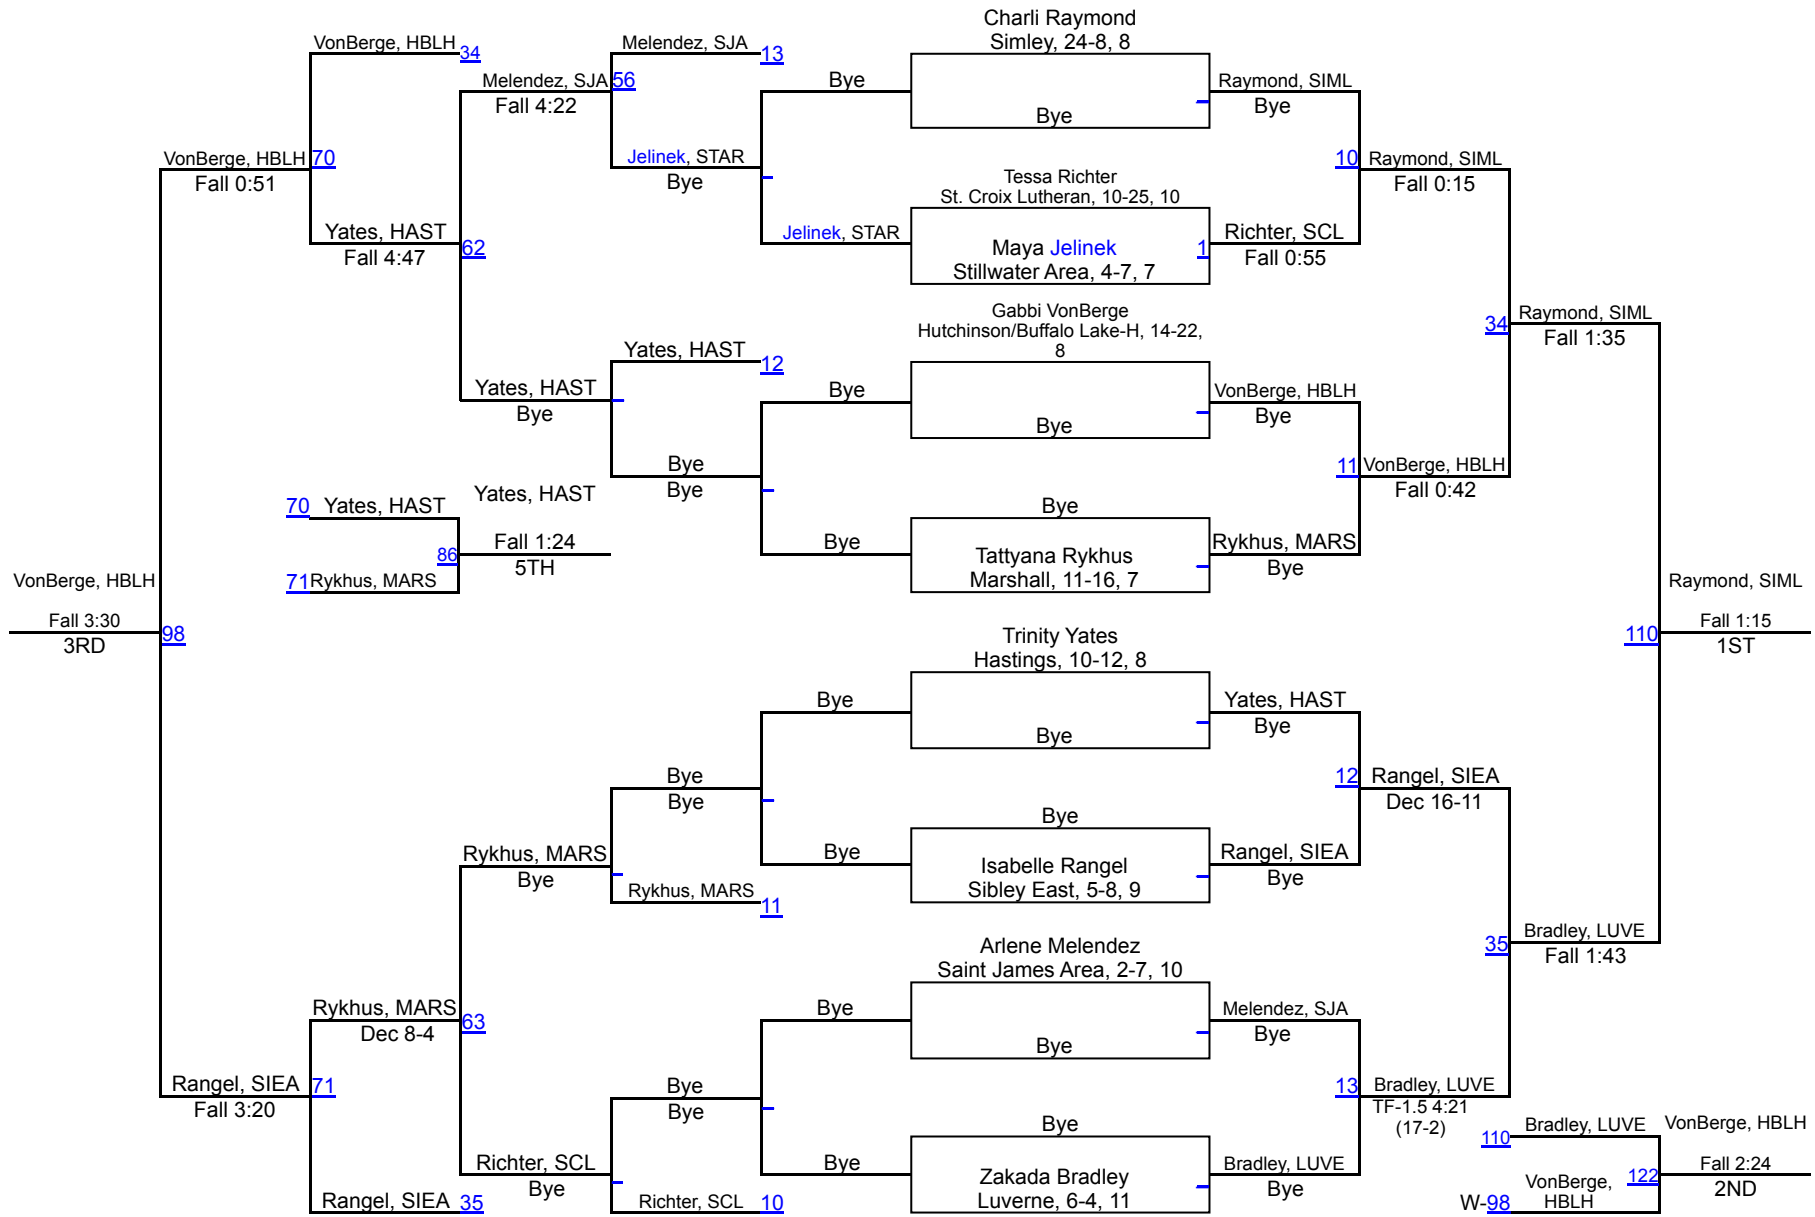 Charli Raymond
Simley, 24-8, 8
VonBerge, HBLH
34
Melendez, SJA
13
Melendez, SJA
56
Fall 4:22
Bye
Bye
Raymond, SIML
Bye
VonBerge, HBLH
70
Fall 0:51
Jelinek, STAR
Bye
10
Raymond, SIML
Fall 0:15
Tessa Richter
St. Croix Lutheran, 10-25, 10
Yates, HAST
62
Fall 4:47
Jelinek, STAR
Maya Jelinek
1
Stillwater Area, 4-7, 7
Richter, SCL
Fall 0:55
Gabbi VonBerge
Hutchinson/Buffalo Lake-H, 14-22,
8
34
Raymond, SIML
Fall 1:35
Yates, HAST
12
Yates, HAST
Bye
Bye
Bye
VonBerge, HBLH
Bye
Bye
Bye
11
VonBerge, HBLH
Fall 0:42
70
Yates, HAST
Yates, HAST
86
Fall 1:24
5TH
71
Rykhus, MARS
Bye
Bye
Tattyana Rykhus
Marshall, 11-16, 7
Rykhus, MARS
Bye
VonBerge, HBLH
Fall 3:30
3RD
98
Raymond, SIML
110
Fall 1:15
1ST
Trinity Yates
Hastings, 10-12, 8
Bye
Bye
Yates, HAST
Bye
Bye
Bye
12
Rangel, SIEA
Dec 16-11
Rykhus, MARS
Bye
Rykhus, MARS
11
Bye
Bye
Isabelle Rangel
Sibley East, 5-8, 9
Rangel, SIEA
Bye
35
Bradley, LUVE
Fall 1:43
Arlene Melendez
Saint James Area, 2-7, 10
Rykhus, MARS
63
Dec 8-4
Bye
Bye
Melendez, SJA
Bye
Rangel, SIEA
71
Fall 3:20
Bye
Bye
13
Bradley, LUVE
TF-1.5 4:21
(17-2)
Bye
Bye
Zakada Bradley
Luverne, 6-4, 11
Bradley, LUVE
Bye
Richter, SCL
Bye
Rangel, SIEA
35
Richter, SCL
10
110
Bradley, LUVE
VonBerge, HBLH
122
Fall 2:24
2ND
W-98
VonBerge,
HBLH